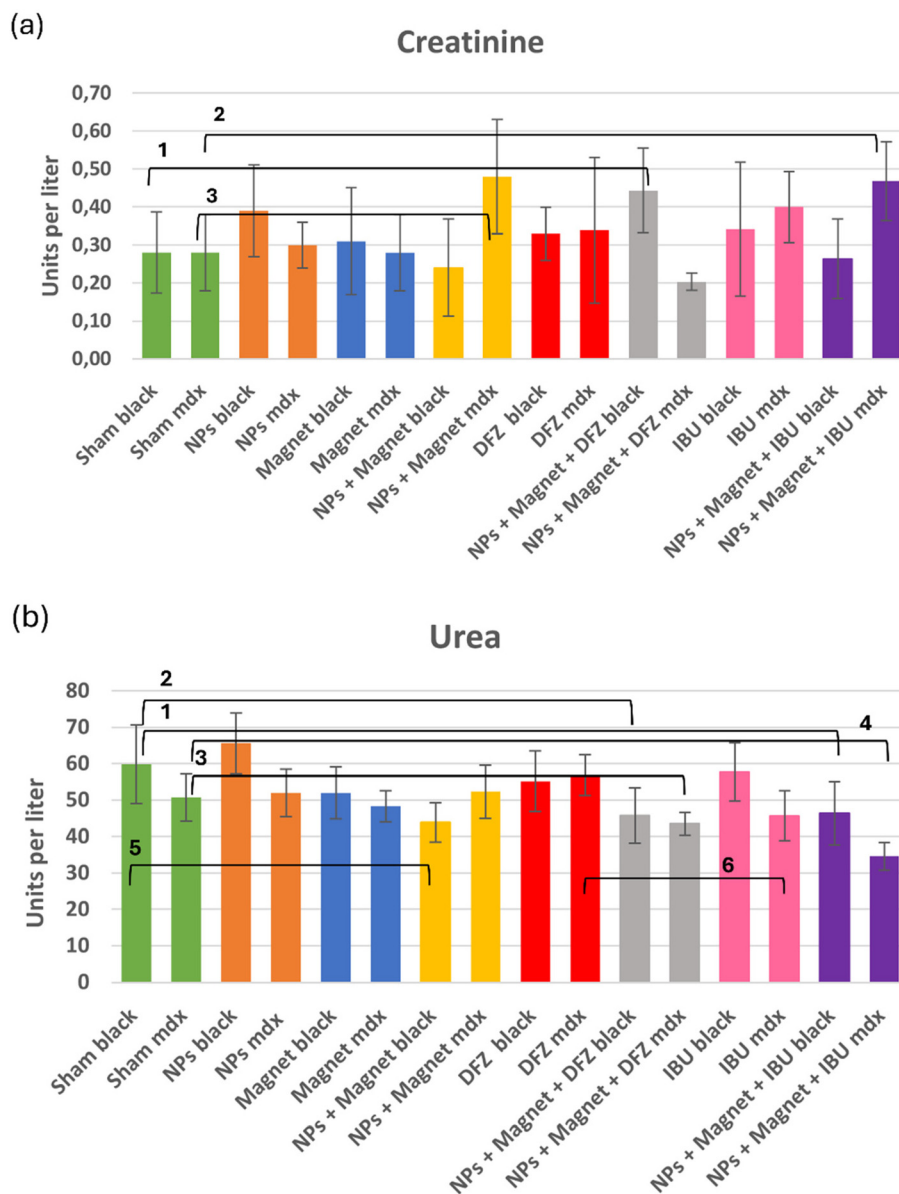 (a)
Creatinine
Units per liter
0,70
0,60
0,50
0,40
0,30
0,20
0,10
0,00
1
2
3
Sham black
Sham mdx
NPs black
NPs mdx
Magnet black
Magnet mdx
NPs + Magnet black
NPs + Magnet mdx
DFZ black
DFZ mdx
NPs + Magnet + DFZ black
NPs + Magnet + DFZ mdx
IBU black
IBU mdx
NPs + Magnet + IBU black
NPs + Magnet + IBU mdx
(b)
Urea
Units per liter
80
70
60
50
40
30
20
10
0
2
1
3
4
5
6
Sham black
Sham mdx
NPs black
NPs mdx
Magnet black
Magnet mdx
NPs + Magnet black
NPs + Magnet mdx
DFZ black
DFZ mdx
NPs + Magnet + DFZ black
NPs + Magnet + DFZ mdx
IBU black
IBU mdx
NPs + Magnet + IBU black
NPs + Magnet + IBU mdx